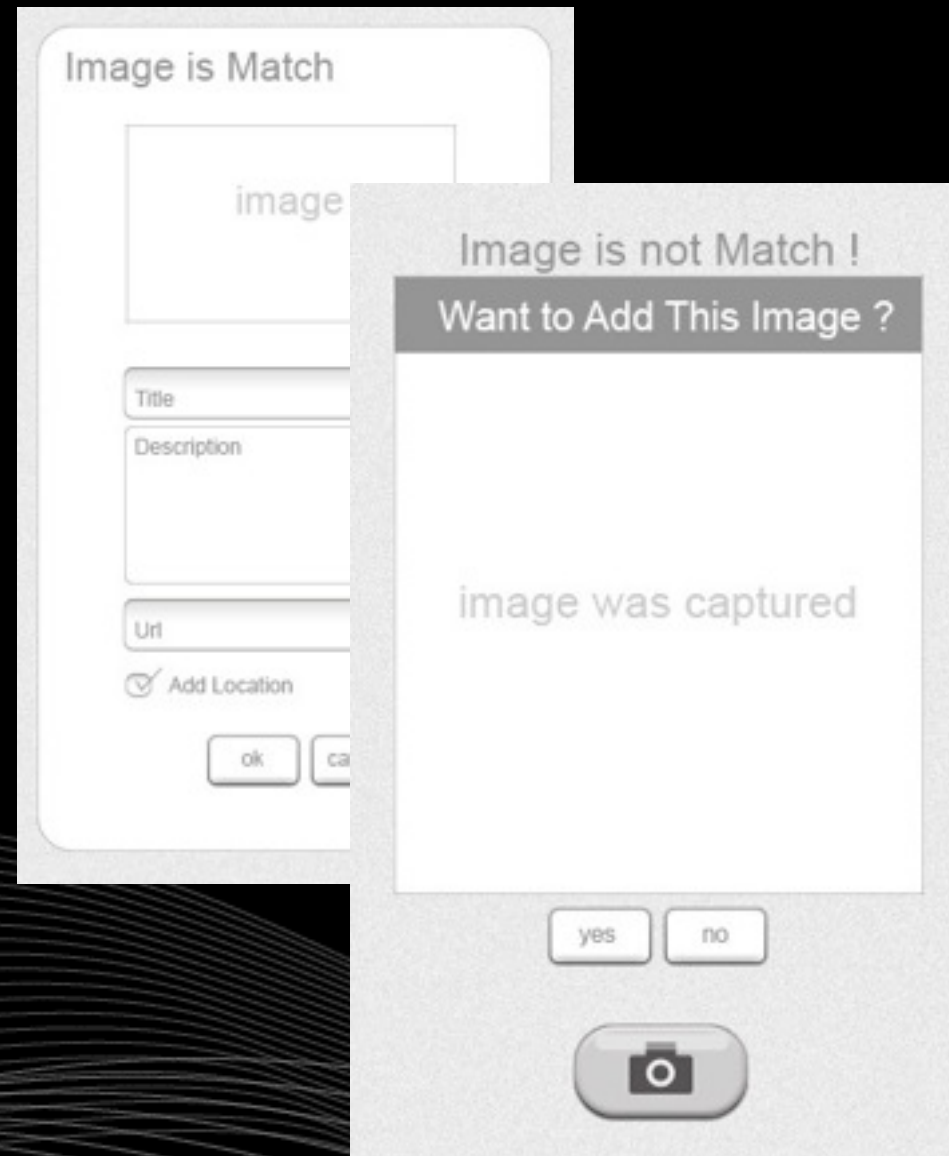 Image is Match
image
Title
Description
Url
Add Location
ok
ca
Image is not Match !
Want to Add This Image ?
image was captured
yes
no